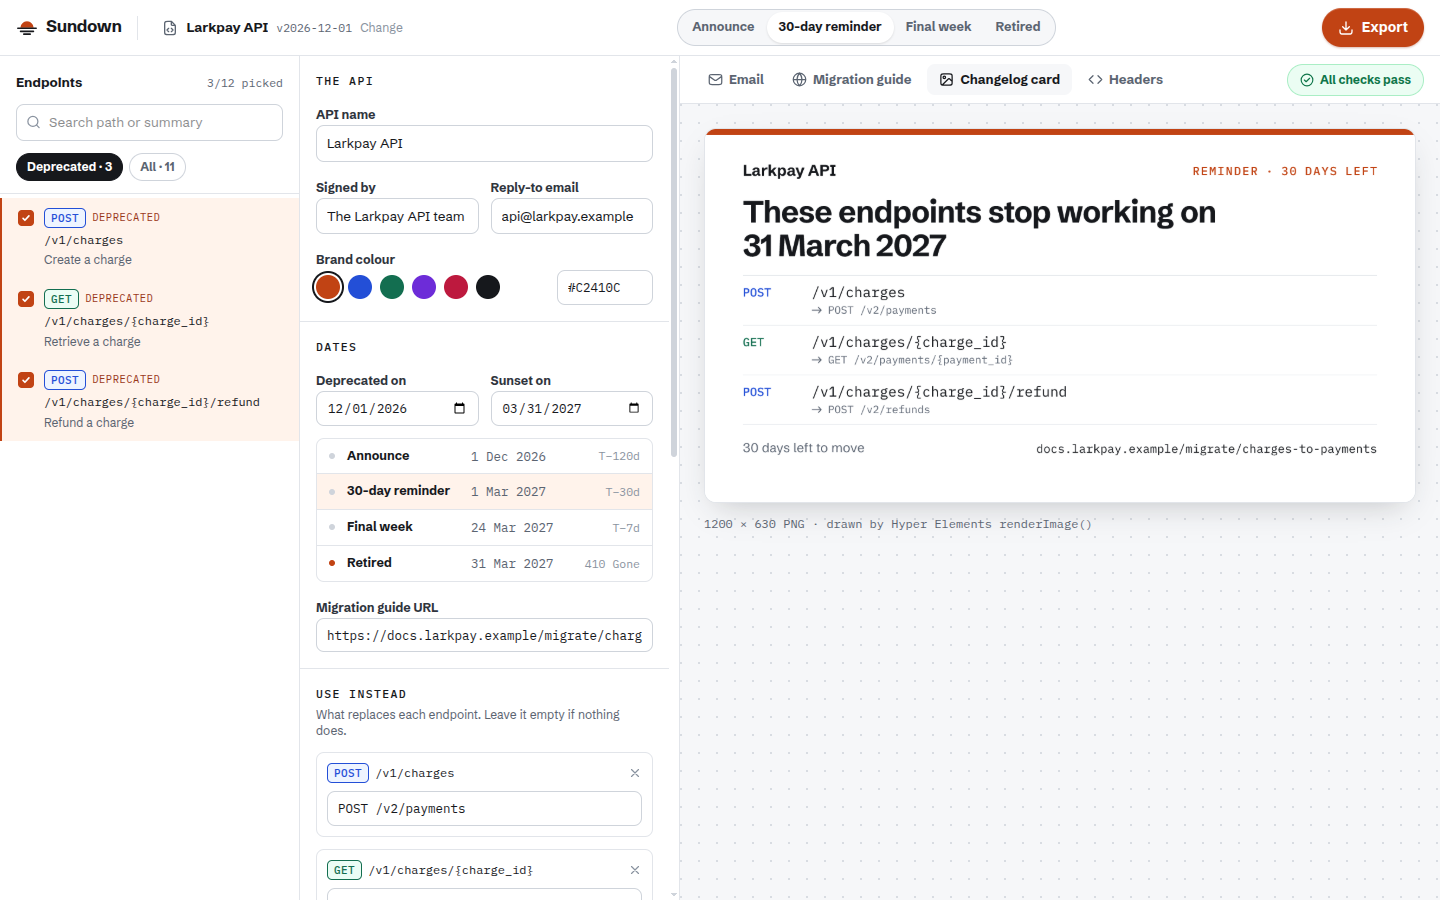 Sundown
Larkpay API v2026-12-01 Change
Announce 30-day reminder Final week Retired
Export
Endpoints 3/12 picked
Search path or summary
Deprecated · 3 All · 11
POST DEPRECATED
/v1/charges
Create a charge
GET DEPRECATED
/v1/charges/{charge_id}
Retrieve a charge
POST DEPRECATED
/v1/charges/{charge_id}/refund
Refund a charge
THE API
API name
Larkpay API
Signed by Reply-to email
The Larkpay API team api@larkpay.example
Brand colour
#C2410C
DATES
Deprecated on Sunset on
12/01/2026 03/31/2027
Announce 1 Dec 2026 T−120d
30-day reminder 1 Mar 2027 T−30d
Final week 24 Mar 2027 T−7d
Retired 31 Mar 2027 410 Gone
Migration guide URL
https://docs.larkpay.example/migrate/charg
USE INSTEAD
What replaces each endpoint. Leave it empty if nothing
does.
POST /v1/charges
POST /v2/payments
GET /v1/charges/{charge_id}
Email Migration guide Changelog card Headers
All checks pass
Larkpay API REMINDER · 30 DAYS LEFT
These endpoints stop working on
31 March 2027
POST /v1/charges
→ POST /v2/payments
GET /v1/charges/{charge_id}
→ GET /v2/payments/{payment_id}
POST /v1/charges/{charge_id}/refund
→ POST /v2/refunds
30 days left to move docs.larkpay.example/migrate/charges-to-payments
1200 × 630 PNG · drawn by Hyper Elements renderImage()